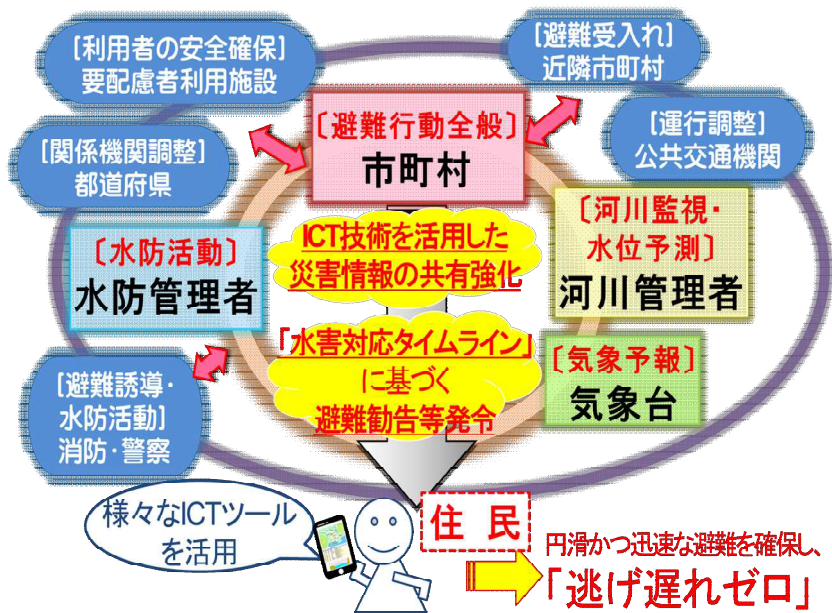 [利用者の安全確保]
要配慮者利用施設
[避難受入れ]
近隣市町村
[関係機関調整]
都道府県
〔避難行動全般〕
市町村
[運行調整]
公共交通機関
〔水防活動〕
水防管理者
ICT技術を活用した
災害情報の共有強化
〔河川監視・
水位予測〕
河川管理者
「水害対応タイムライン」
に基づく
避難勧告等発令
〔気象予報〕
気象台
[避難誘導・
水防活動]
消防・警察
様々なICTツール
を活用
住 民
円滑かつ迅速な避難を確保し、
「逃げ遅れゼロ」